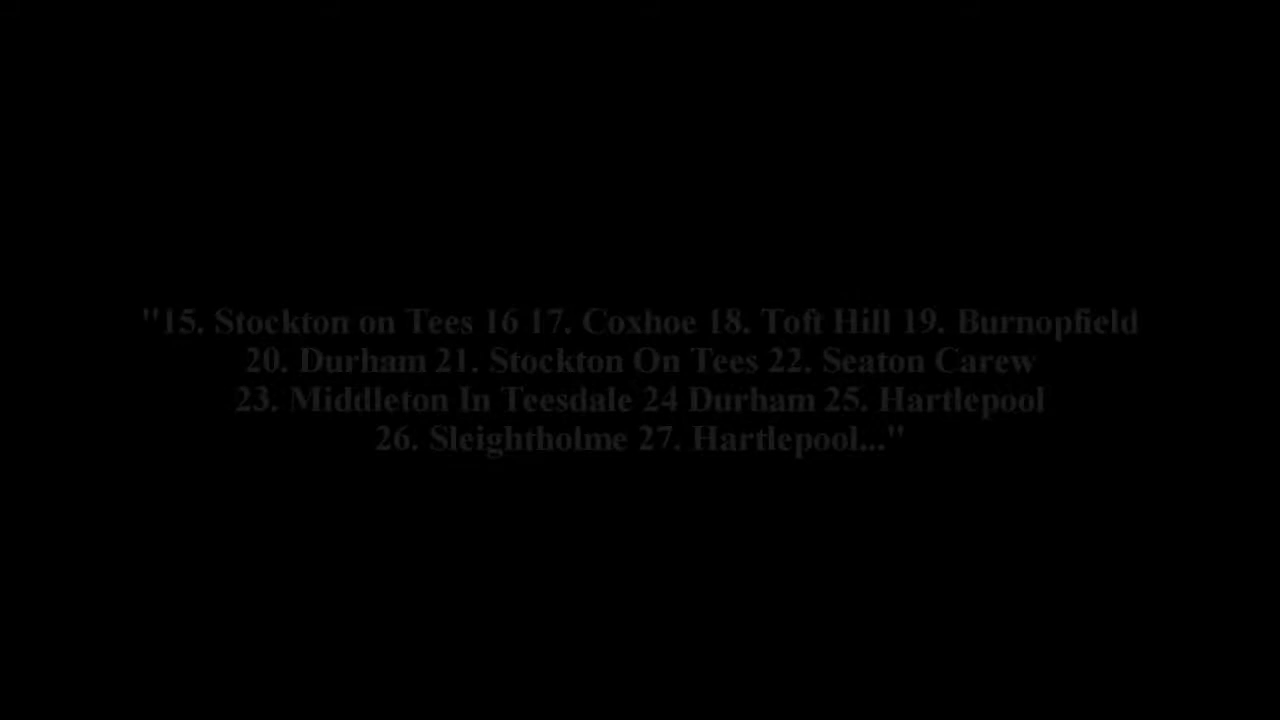 "15. Stockton on Tees 16 17. Coxhoe 18. Toft Hill 19. Burnopfield
20. Durham 21. Stockton On Tees 22. Seaton Carew
23. Middleton In Teesdale 24 Durham 25. Hartlepool
26. Sleightholme 27. Hartlepool..."